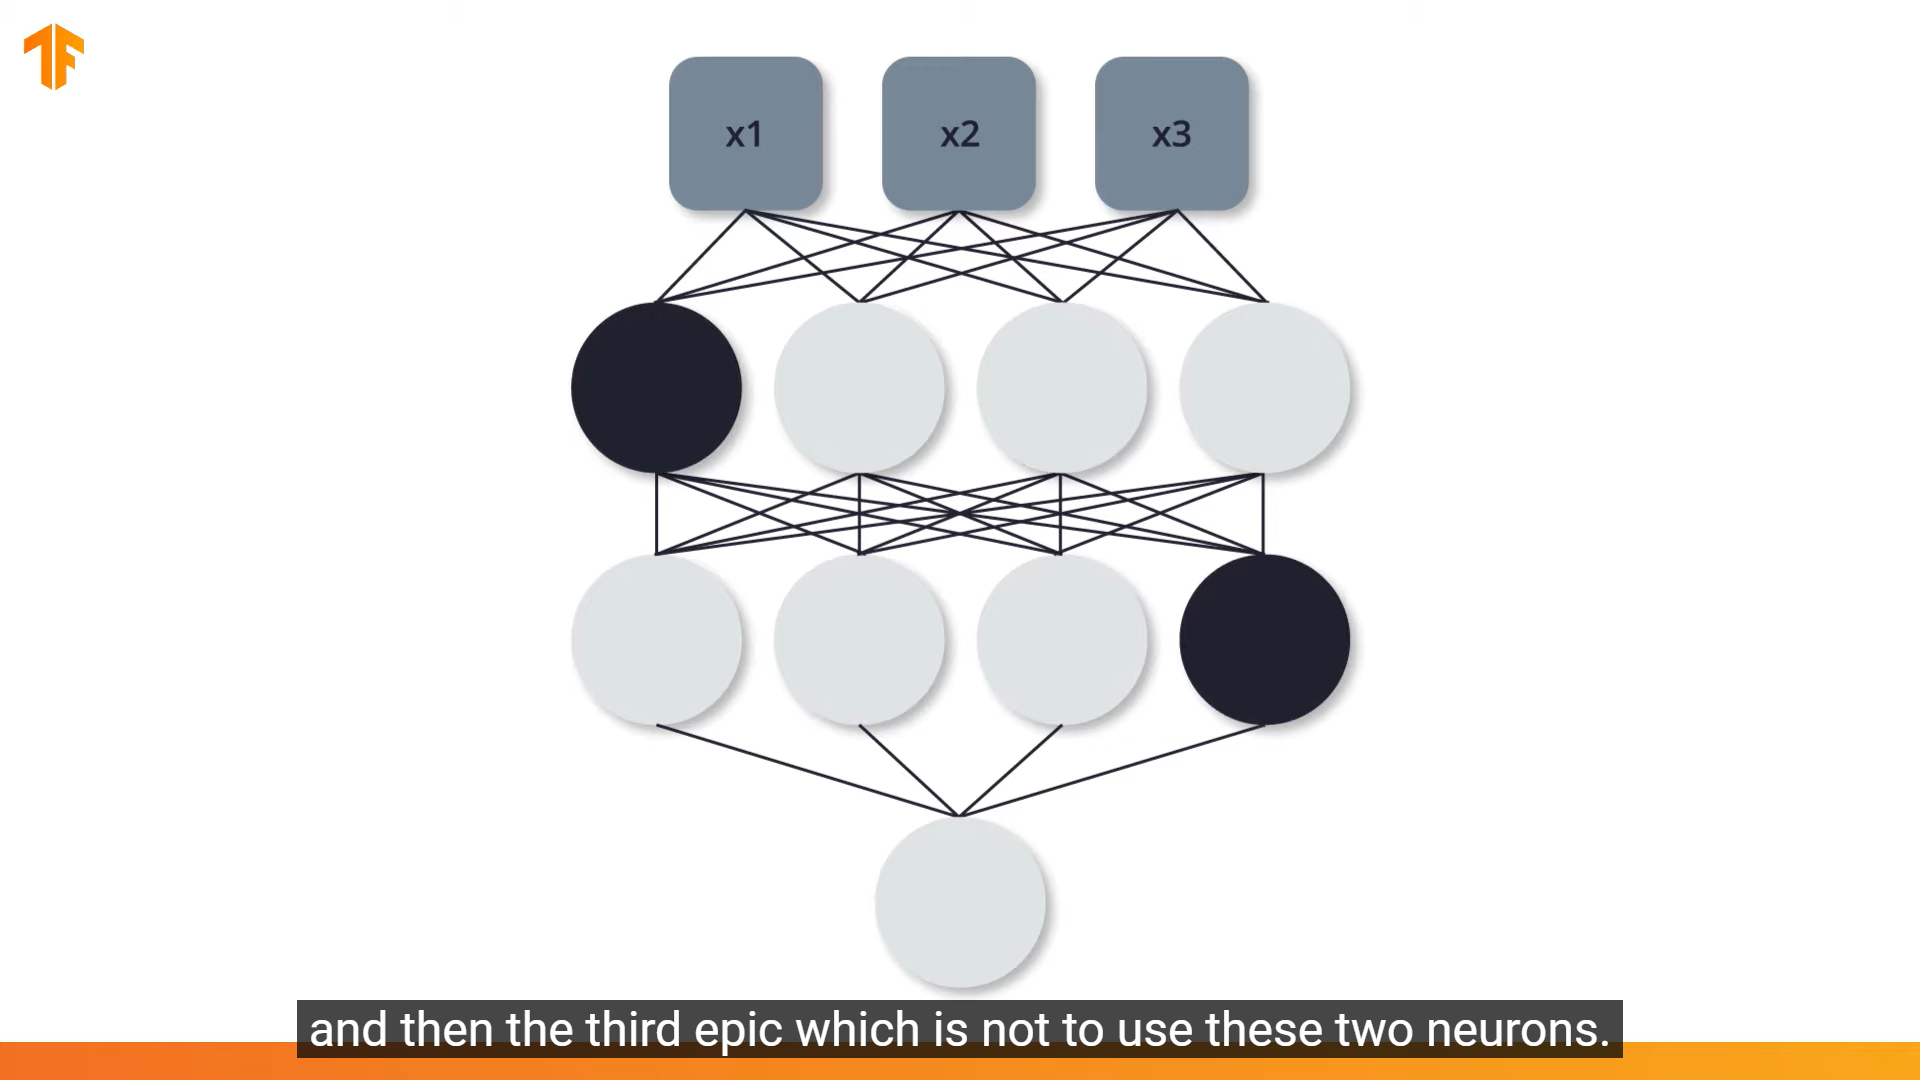 x1 x2 x3
and then the third epic which is not to use these two neurons.